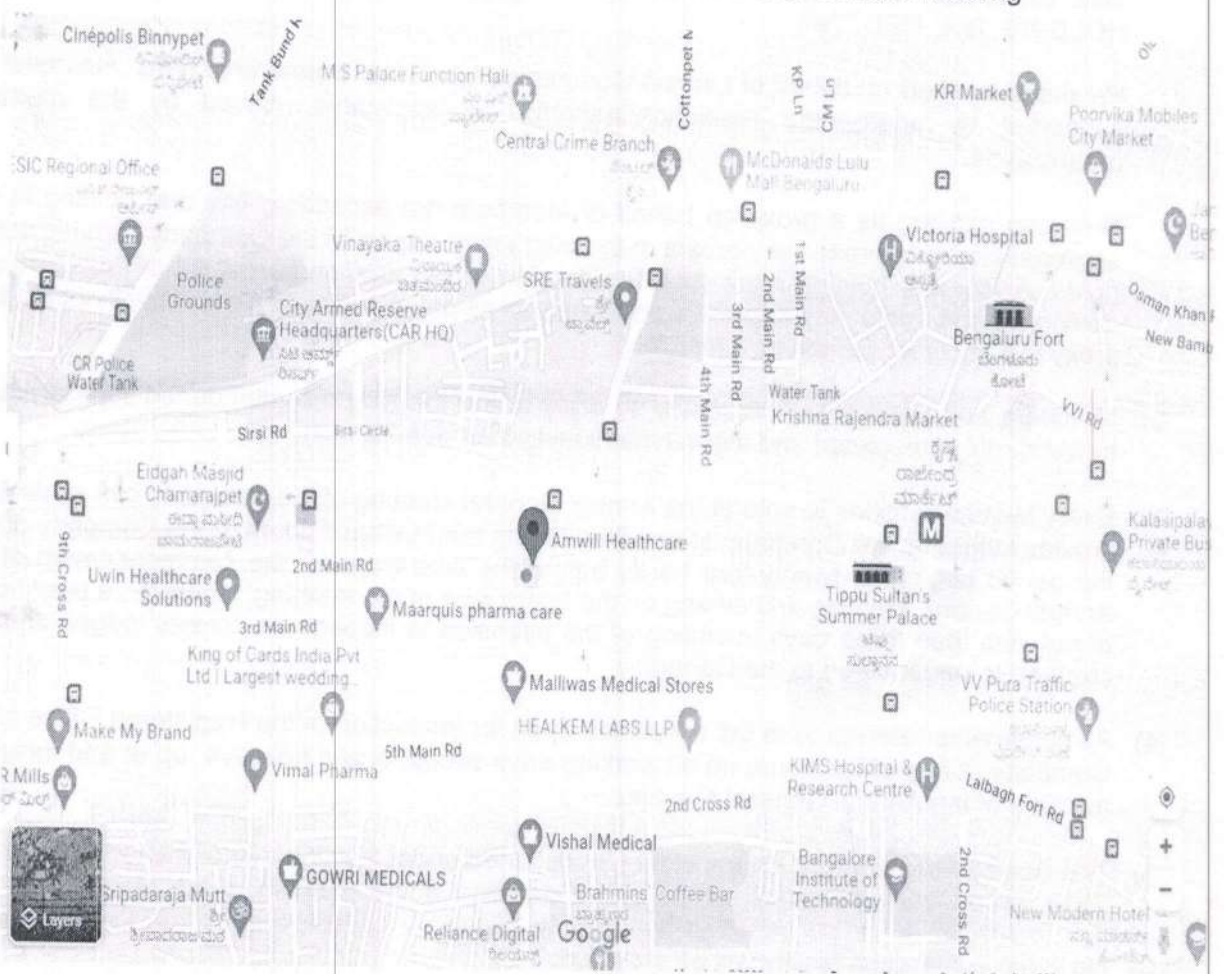 Cinépolis Binnypet
Tank Bund
M S Palace Function Hall
Cottonpet
KP Ln
CM Ln
KR Market
Poorvika Mobiles
City Market
Central Crime Branch
McDonalds Lulu
Mall Bengaluru
SIC Regional Office
Police
Grounds
Vinayaka Theatre
SRE Travels
Victoria Hospital
ವಿಕ್ಟೋರಿಯಾ
ಆಸ್ಪತ್ರೆ
City Armed Reserve
Headquarters(CAR HQ)
1st Main Rd
← 2nd Main Rd
3rd Main Rd
4th Main Rd
Bengaluru Fort
ಬೆಂಗಳೂರು
ಕೋಟೆ
Osman Khan
New Bamb
CR Police
Water Tank
Water Tank
Krishna Rajendra Market
ಕೃಷ್ಣ
ರಾಜೇಂದ್ರ
ಮಾರ್ಕೆಟ್
VVI Rd
Sirsi Rd
Sirsi Circle
Eidgah Masjid
Chamarajpet
9th Cross Rd
Amwill Healthcare
M
Kalasipala
Private Bus
2nd Main Rd
Uwin Healthcare
Solutions
Maarquis pharma care
Tippu Sultan's
Summer Palace
3rd Main Rd
King of Cards India Pvt
Ltd | Largest wedding...
Malliwas Medical Stores
VV Pura Traffic
Police Station
HEALKEM LABS LLP
Make My Brand
5th Main Rd
R Mills
Vimal Pharma
KIMS Hospital &
Research Centre
Lalbagh Fort Rd
2nd Cross Rd
Vishal Medical
Bangalore
Institute of
Technology
2nd Cross Rd
GOWRI MEDICALS
Brahmins Coffee Bar
Layers
Sripadaraja Mutt
ಶ್ರೀ
ಶ್ರೀಪಾದರಾಜಮಠ
Reliance Digital
Google
New Modern Hotel